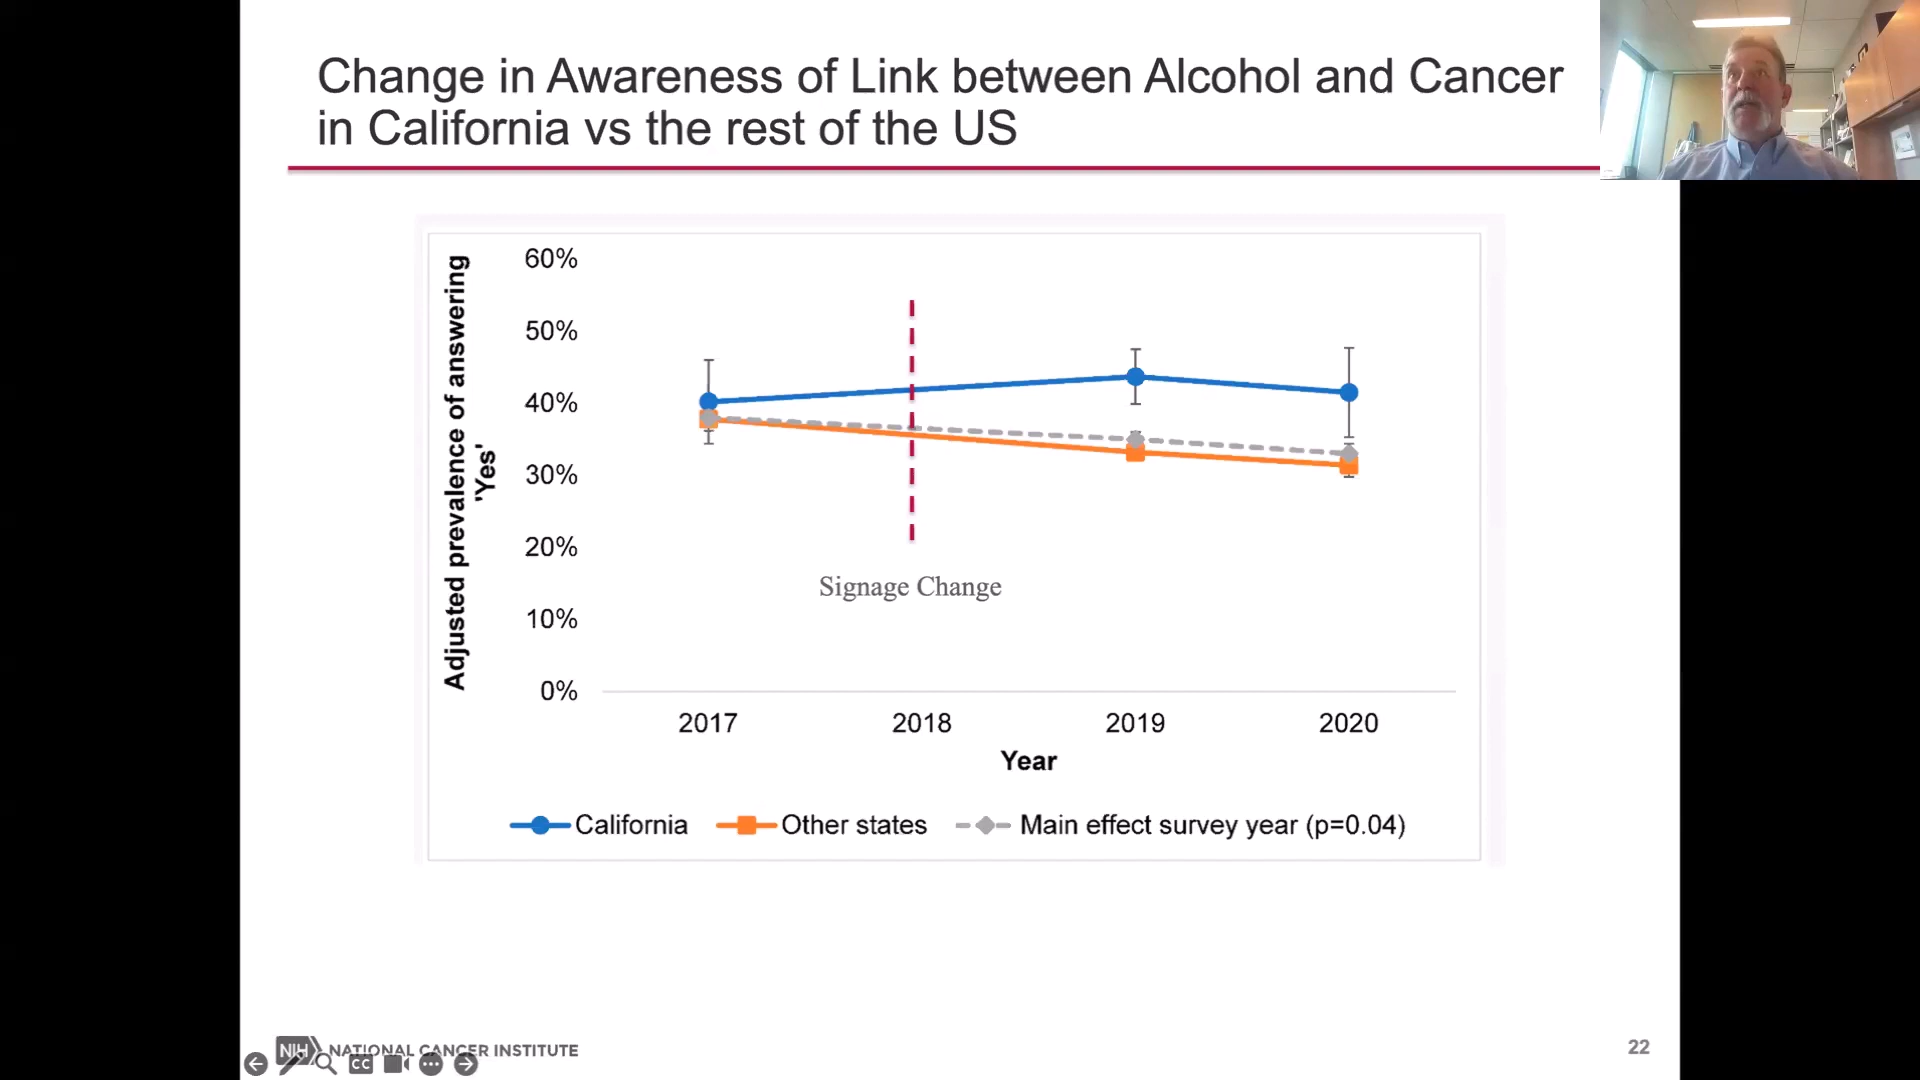 Change in Awareness of Link between Alcohol and Cancer
in California vs the rest of the US
Adjusted prevalence of answering
'Yes'
60%
50%
40%
30%
20%
10%
0%
Signage Change
2017 2018 2019 2020
Year
California Other states Main effect survey year (p=0.04)
NIH NATIONAL CANCER INSTITUTE
CC
22